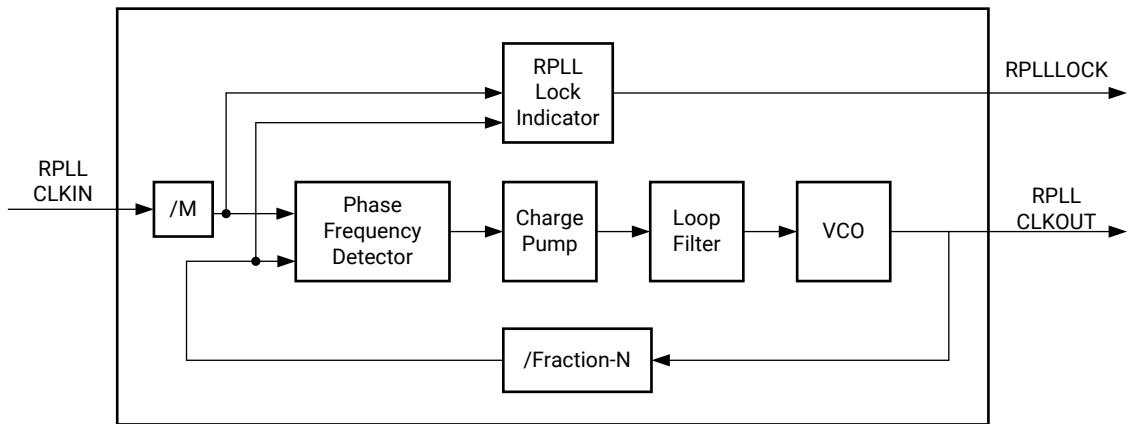 RPLL
Lock
Indicator
RPLLLOCK
RPLL
CLKIN
/M
Phase
Frequency
Detector
Charge
Pump
Loop
Filter
VCO
RPLL
CLKOUT
/Fraction-N